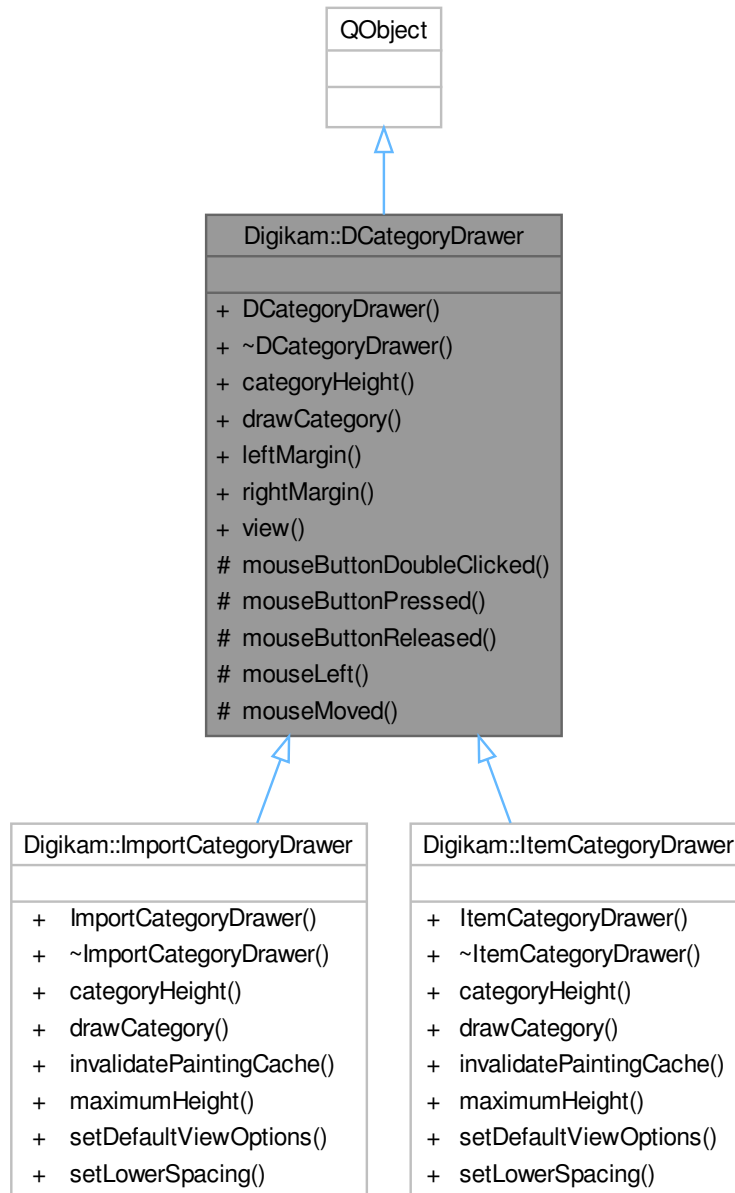 QObject
Digikam::DCategoryDrawer
+ DCategoryDrawer()
+ ~DCategoryDrawer()
+ categoryHeight()
+ drawCategory()
+ leftMargin()
+ rightMargin()
+ view()
# mouseButtonDoubleClicked()
# mouseButtonPressed()
# mouseButtonReleased()
# mouseLeft()
# mouseMoved()
Digikam::ImportCategoryDrawer
+ ImportCategoryDrawer()
+ ~ImportCategoryDrawer()
+ categoryHeight()
+ drawCategory()
+ invalidatePaintingCache()
+ maximumHeight()
+ setDefaultViewOptions()
+ setLowerSpacing()
Digikam::ItemCategoryDrawer
+ ItemCategoryDrawer()
+ ~ItemCategoryDrawer()
+ categoryHeight()
+ drawCategory()
+ invalidatePaintingCache()
+ maximumHeight()
+ setDefaultViewOptions()
+ setLowerSpacing()